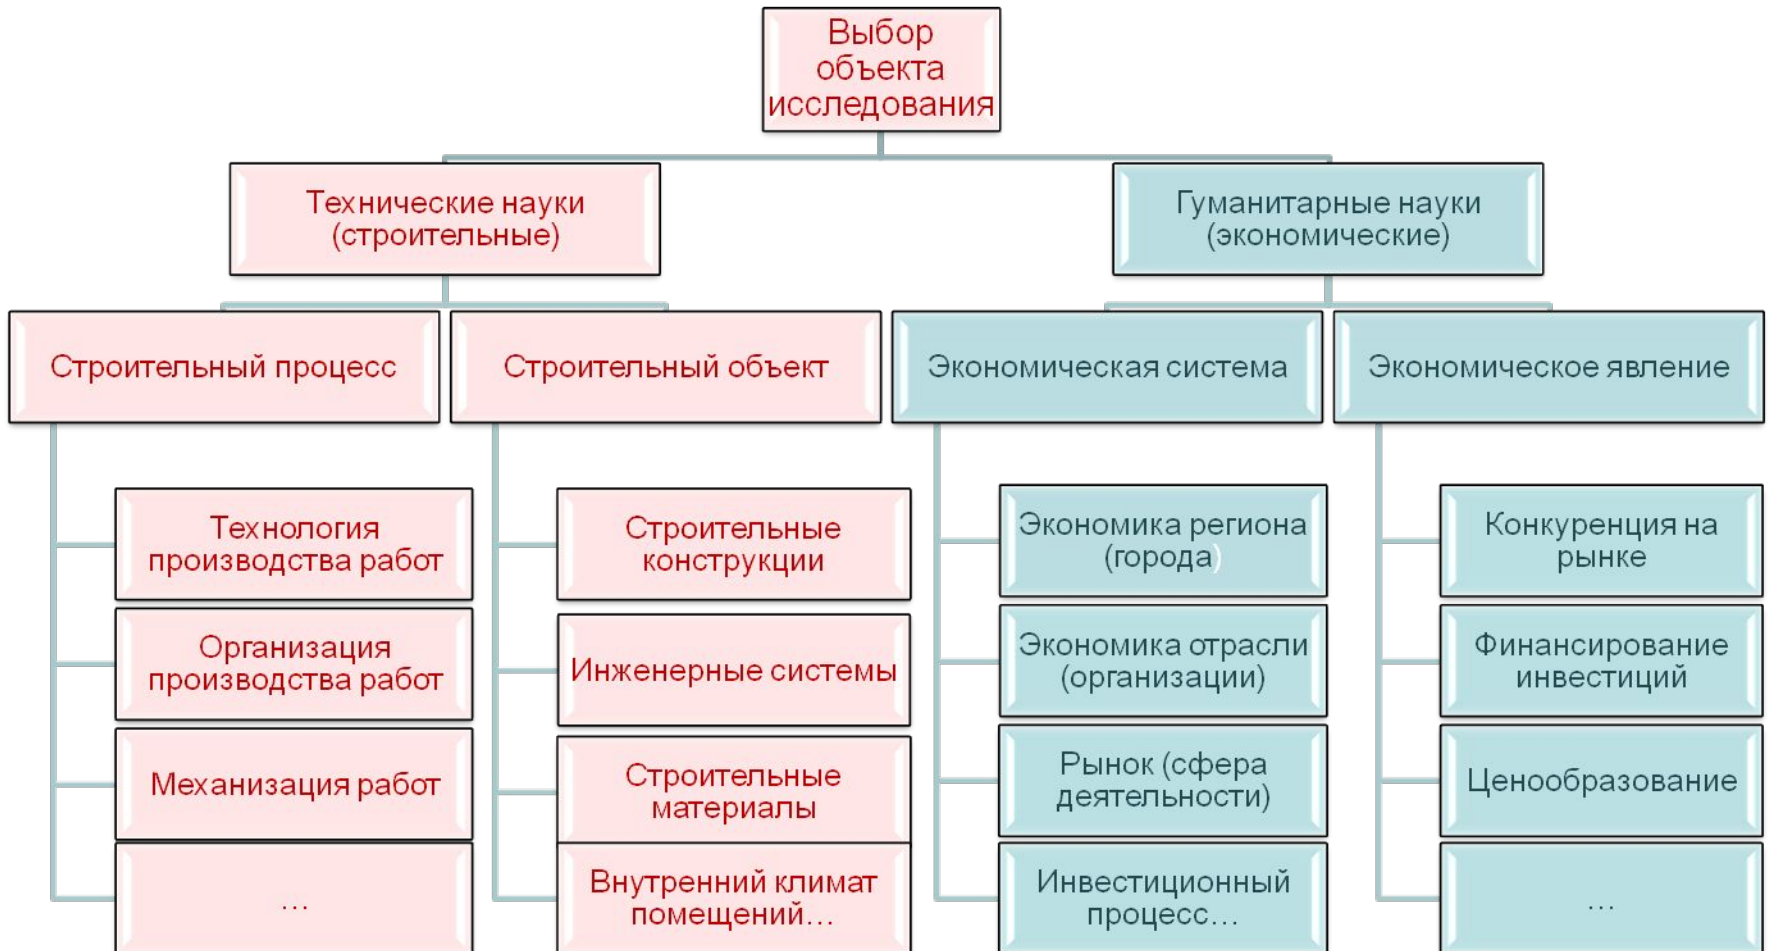 Выбор
объекта
исследования
Технические науки
(строительные)
Гуманитарные науки
(экономические)
Строительный процесс
Строительный объект
Экономическая система
Экономическое явление
Технология
производства работ
Организация
производства работ
Механизация работ
...
Строительные
конструкции
Инженерные системы
Строительные
материалы
Внутренний климат
помещений...
Экономика региона
(города)
Экономика отрасли
(организации)
Рынок (сфера
деятельности)
Инвестиционный
процесс...
Конкуренция на
рынке
Финансирование
инвестиций
Ценообразование
...